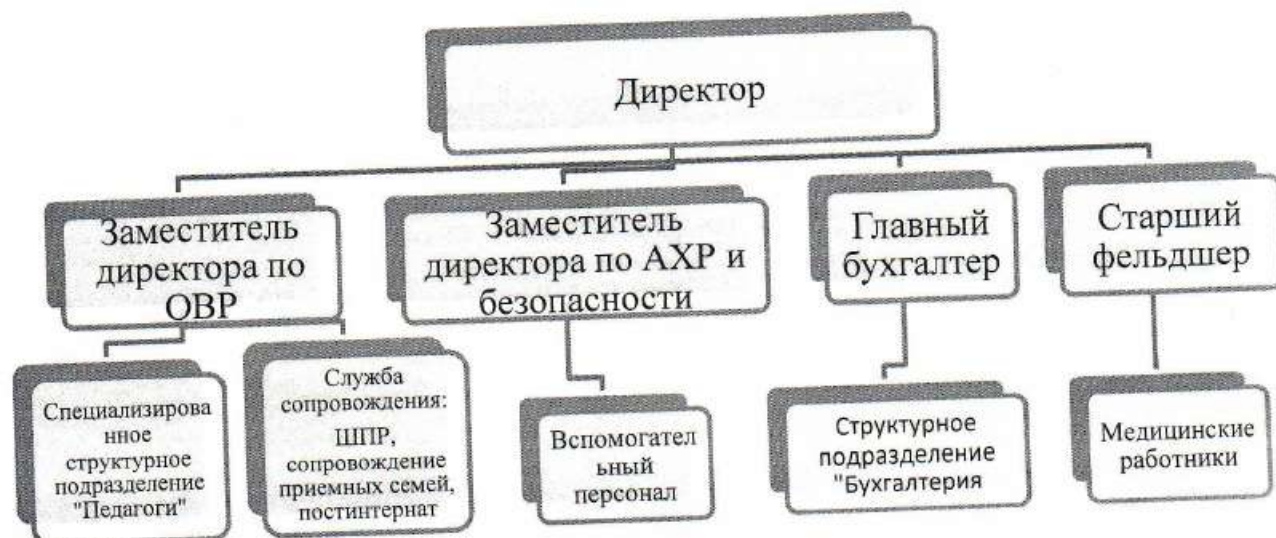 Директор
Заместитель
директора по
ОВР
Заместитель
директора по АХР и
безопасности
Главный
бухгалтер
Старший
фельдшер
Специализирова
нное
структурное
подразделение
"Педагоги"
Служба
сопровождения:
ШПР,
сопровождение
приемных семей,
постинтернат
Вспомогател
ьный
персонал
Структурное
подразделение
"Бухгалтерия
Медицинские
работники